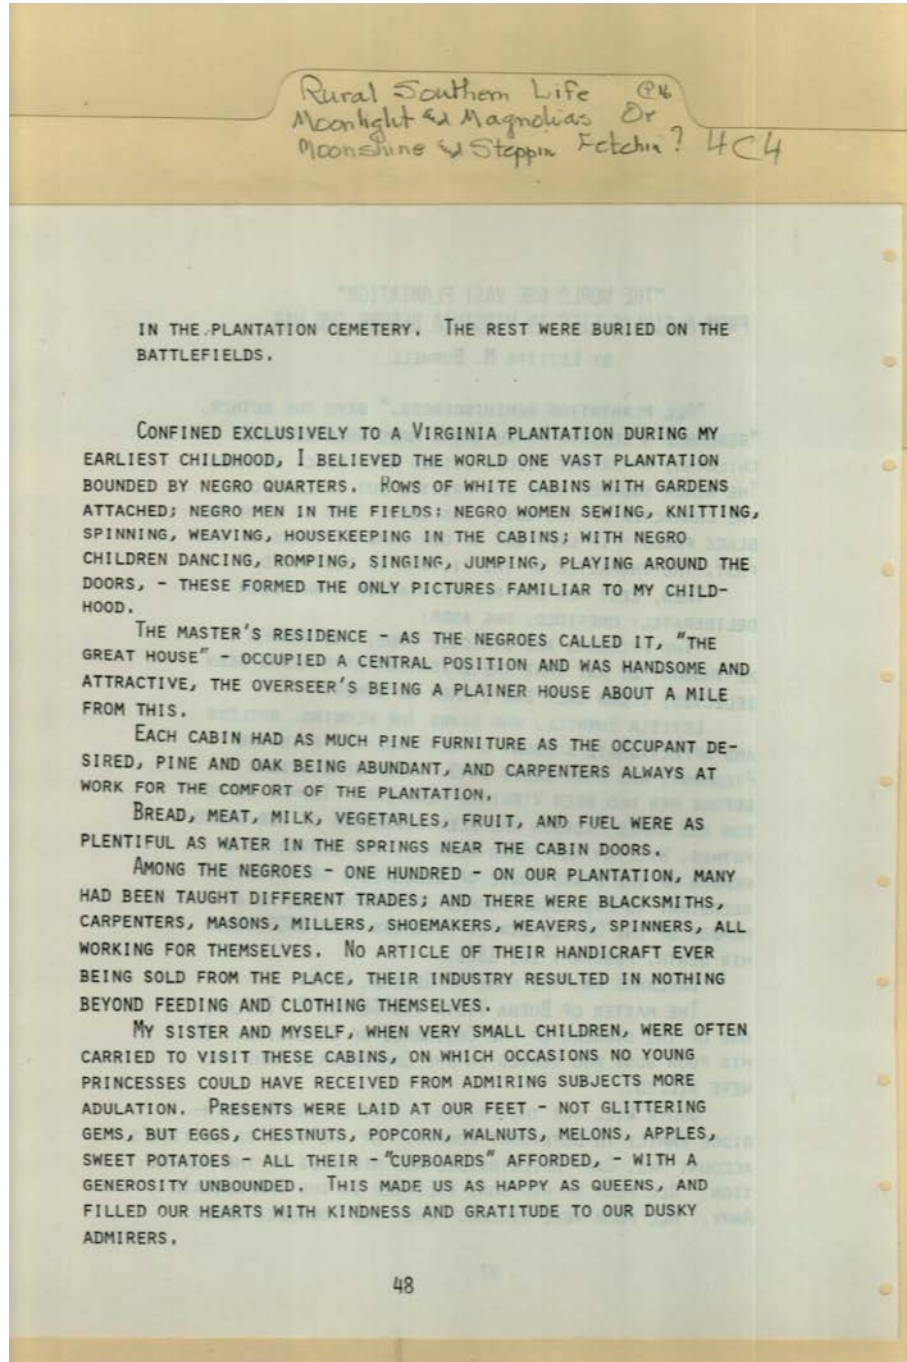 Rural Southern Life
Moonlight & Magnolias Or
Moonshine & Steppin Fetchin? 4C4
IN THE PLANTATION CEMETERY. THE REST WERE BURIED ON THE
BATTLEFIELDS.
CONFINED EXCLUSIVELY TO A VIRGINIA PLANTATION DURING MY
EARLIEST CHILDHOOD, I BELIEVED THE WORLD ONE VAST PLANTATION
BOUNDED BY NEGRO QUARTERS. ROWS OF WHITE CABINS WITH GARDENS
ATTACHED; NEGRO MEN IN THE FIELDS: NEGRO WOMEN SEWING, KNITTING,
SPINNING, WEAVING, HOUSEKEEPING IN THE CABINS; WITH NEGRO
CHILDREN DANCING, ROMPING, SINGING, JUMPING, PLAYING AROUND THE
DOORS, - THESE FORMED THE ONLY PICTURES FAMILIAR TO MY CHILD-
HOOD.
THE MASTER'S RESIDENCE - AS THE NEGROES CALLED IT, "THE
GREAT HOUSE" - OCCUPIED A CENTRAL POSITION AND WAS HANDSOME AND
ATTRACTIVE, THE OVERSEER'S BEING A PLAINER HOUSE ABOUT A MILE
FROM THIS.
EACH CABIN HAD AS MUCH PINE FURNITURE AS THE OCCUPANT DE-
SIRED, PINE AND OAK BEING ABUNDANT, AND CARPENTERS ALWAYS AT
WORK FOR THE COMFORT OF THE PLANTATION.
BREAD, MEAT, MILK, VEGETABLES, FRUIT, AND FUEL WERE AS
PLENTIFUL AS WATER IN THE SPRINGS NEAR THE CABIN DOORS.
AMONG THE NEGROES - ONE HUNDRED - ON OUR PLANTATION, MANY
HAD BEEN TAUGHT DIFFERENT TRADES; AND THERE WERE BLACKSMITHS,
CARPENTERS, MASONS, MILLERS, SHOEMAKERS, WEAVERS, SPINNERS, ALL
WORKING FOR THEMSELVES. NO ARTICLE OF THEIR HANDICRAFT EVER
BEING SOLD FROM THE PLACE, THEIR INDUSTRY RESULTED IN NOTHING
BEYOND FEEDING AND CLOTHING THEMSELVES.
MY SISTER AND MYSELF, WHEN VERY SMALL CHILDREN, WERE OFTEN
CARRIED TO VISIT THESE CABINS, ON WHICH OCCASIONS NO YOUNG
PRINCESSES COULD HAVE RECEIVED FROM ADMIRING SUBJECTS MORE
ADULATION. PRESENTS WERE LAID AT OUR FEET - NOT GLITTERING
GEMS, BUT EGGS, CHESTNUTS, POPCORN, WALNUTS, MELONS, APPLES,
SWEET POTATOES - ALL THEIR -"CUPBOARDS" AFFORDED, - WITH A
GENEROSITY UNBOUNDED. THIS MADE US AS HAPPY AS QUEENS, AND
FILLED OUR HEARTS WITH KINDNESS AND GRATITUDE TO OUR DUSKY
ADMIRERS.
48